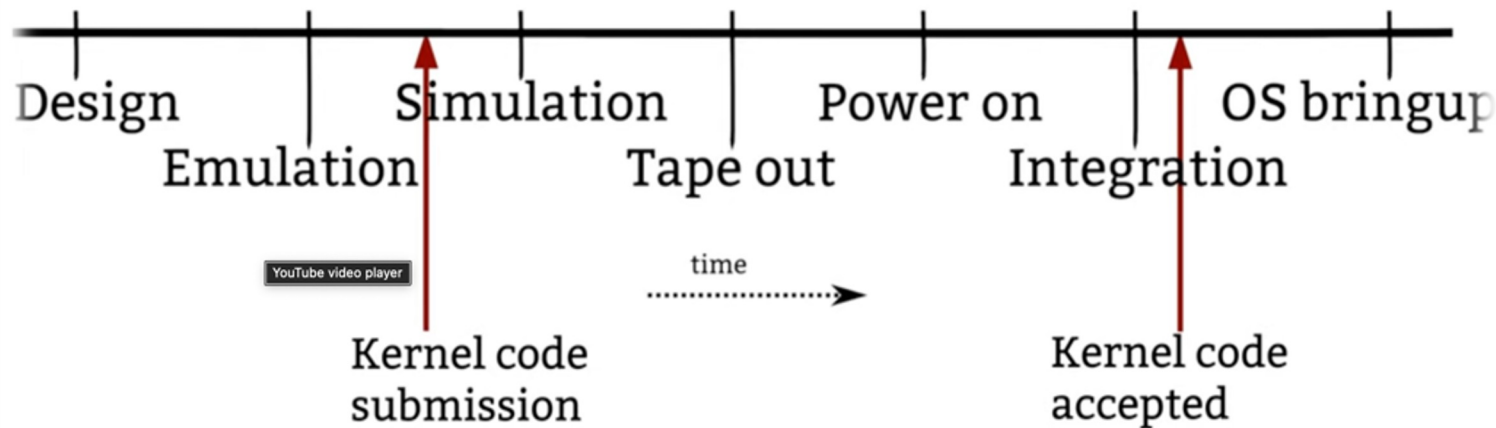 Design
Simulation
Power on
OS bringup
Emulation
Tape out
Integration
YouTube video player
time
Kernel code
submission
Kernel code
accepted